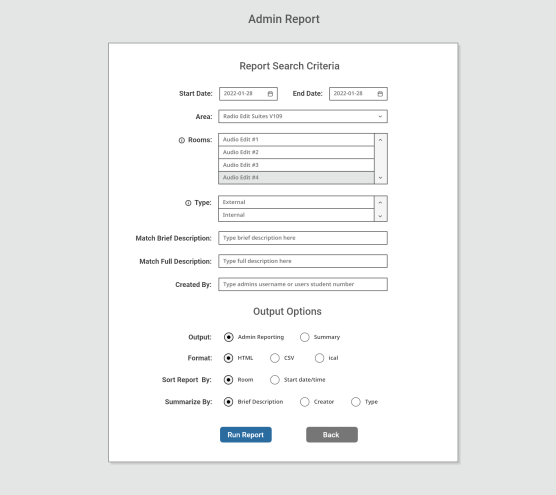 Admin Report
Report Search Criteria
Start Date: 2022-01-28 End Date: 2022-01-28
Area: Radio Edit Suites V109
Rooms: Audio Edit #1
Audio Edit #2
Audio Edit #3
Audio Edit #4
Type: External
Internal
Match Brief Description: Type brief description here
Match Full Description: Type full description here
Created By: Type admins username or users student number
Output Options
Output: Admin Reporting Summary
Format: HTML CSV ical
Sort Report By: Room Start date/time
Summarize By: Brief Description Creator Type
Run Report Back